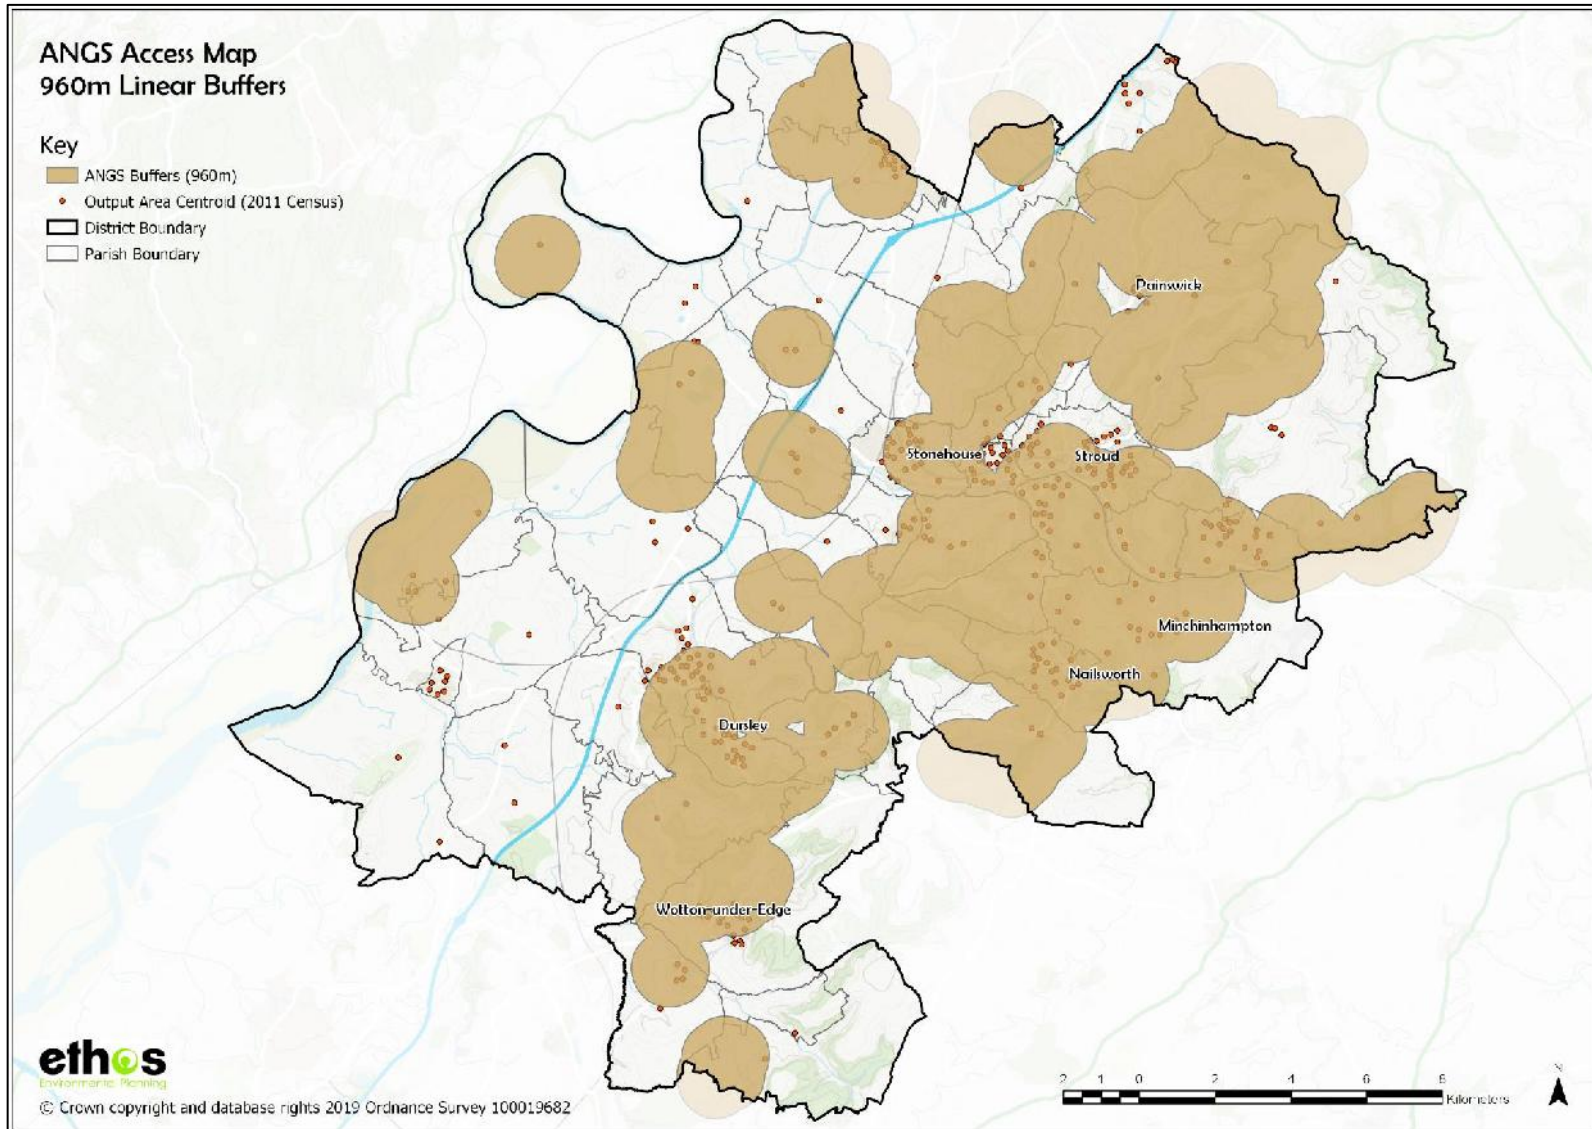 ANGS Access Map
960m Linear Buffers
Key
ANGS Buffers (960m)
Output Area Centroid (2011 Census)
District Boundary
Parish Boundary
Painswick
Stonehouse
Stroud
Minchinhampton
Nailsworth
Dursley
Wotton-under-Edge
ethos
Environmental Planning
© Crown copyright and database rights 2019 Ordnance Survey 100019682
2 1 0 2 4 6 8
Kilometers
N